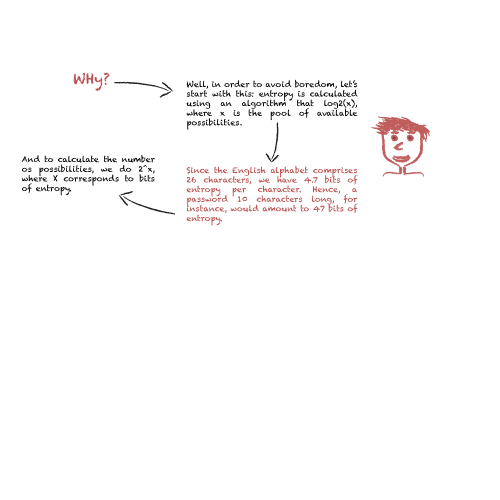 WHy?
Well, in order to avoid boredom, let's
start with this: entropy is calculated
using an algorithm that log2(x),
where x is the pool of available
possibilities.
Since the English alphabet comprises
26 characters, we have 4.7 bits of
entropy per character. Hence, a
password 10 characters long, for
instance, would amount to 47 bits of
entropy.
And to calculate the number
os possibilities, we do 2^x,
where X corresponds to bits
of entropy.